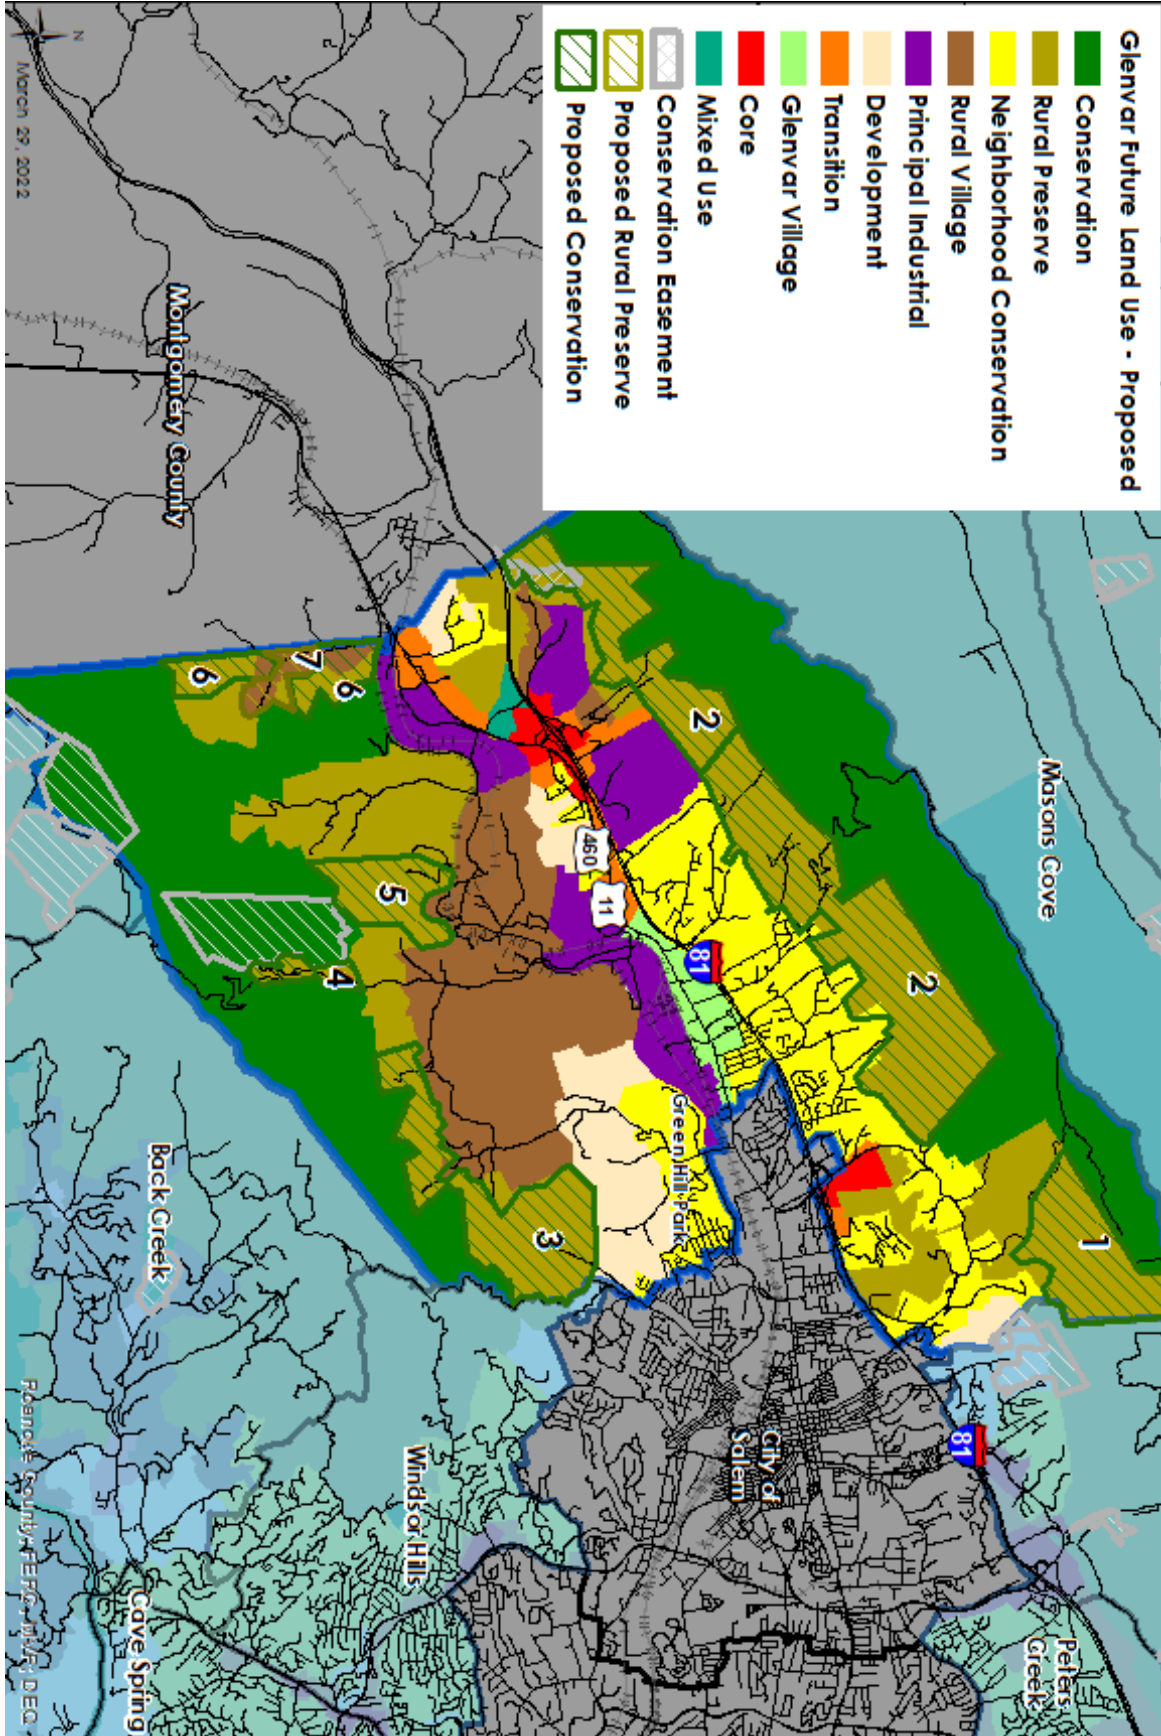 Glenvar Future Land Use - Proposed
Conservation
Rural Preserve
Neighborhood Conservation
Rural Village
Principal Industrial
Development
Transition
Glenvar Village
Core
Mixed Use
Conservation Easement
Proposed Rural Preserve
Proposed Conservation
Masons Cove
Peters
Creek
1
2
2
81
81
460
11
City of
Salem
Green Hill Park
3
Windsor Hills
5
4
7
6
6
Montgomery County
Back Creek
Cave Spring
N
March 29, 2022
Roanoke County, FERC, MVP, DEC